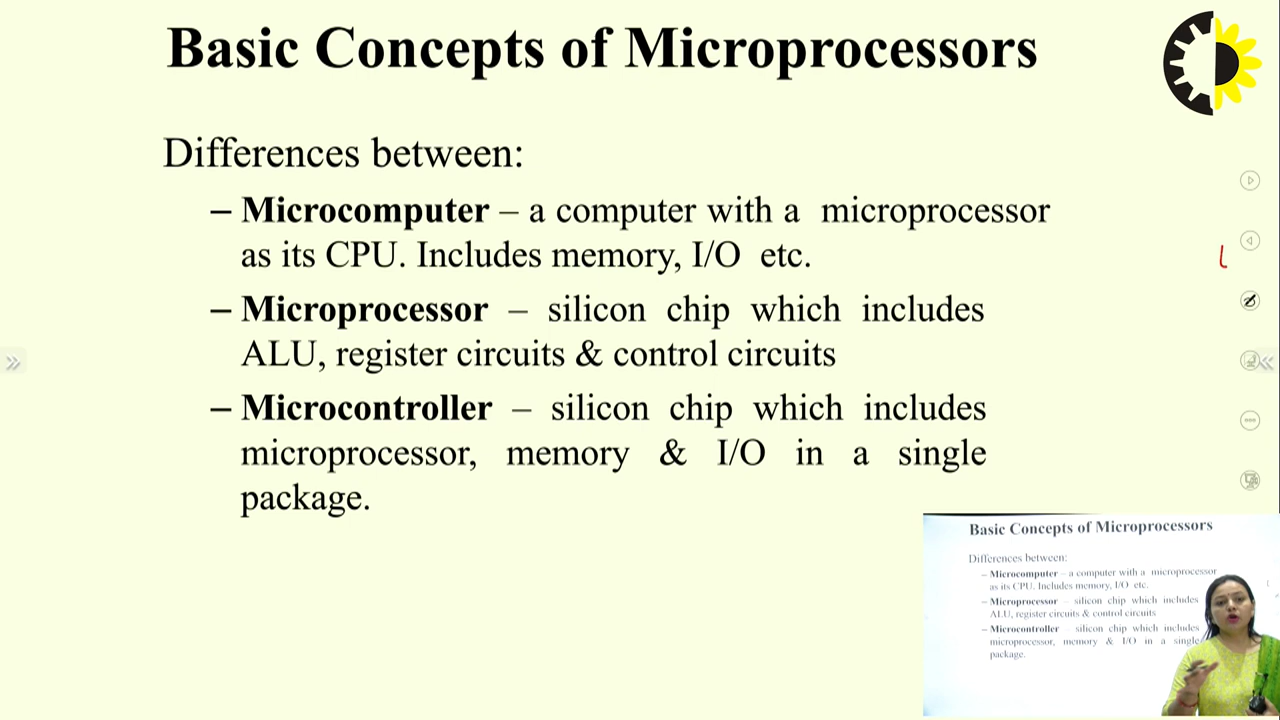 Basic Concepts of Microprocessors
Differences between:
– Microcomputer – a computer with a microprocessor
as its CPU. Includes memory, I/O etc.
– Microprocessor – silicon chip which includes
ALU, register circuits & control circuits
– Microcontroller – silicon chip which includes
microprocessor, memory & I/O in a single
package.
Basic Concepts of Microprocessors
Differences between:
– Microcomputer – a computer with a microprocessor
as its CPU. Includes memory, I/O etc.
– Microprocessor silicon chip which includes
ALU, register circuits & control circuits
– Microcontroller silicon chip which includes
microprocessor, memory & I/O in a single
package.